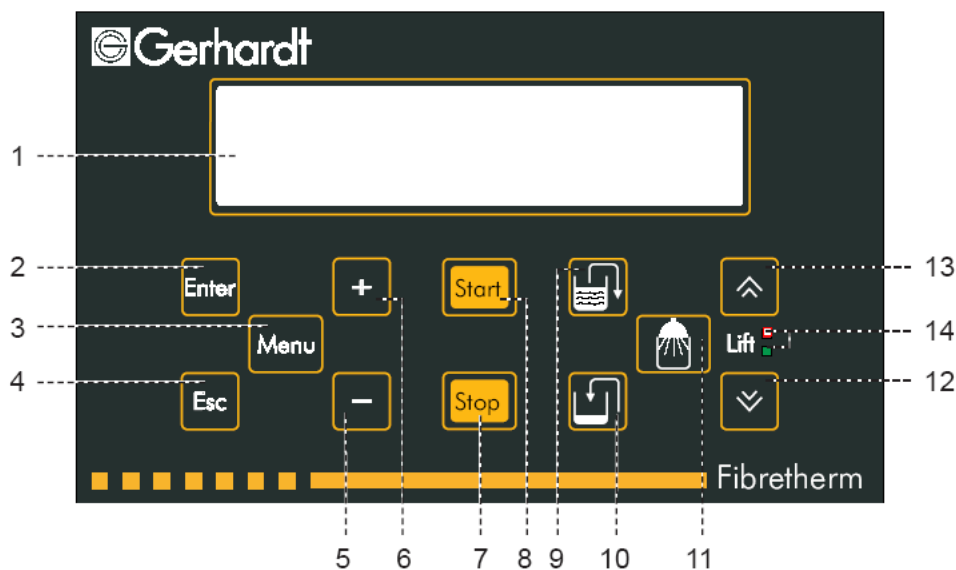 Gerhardt
1
2 Enter + Start 13
3 Menu Lift 14
4 Esc − Stop 12
Fibretherm
5 6 7 8 9 10 11